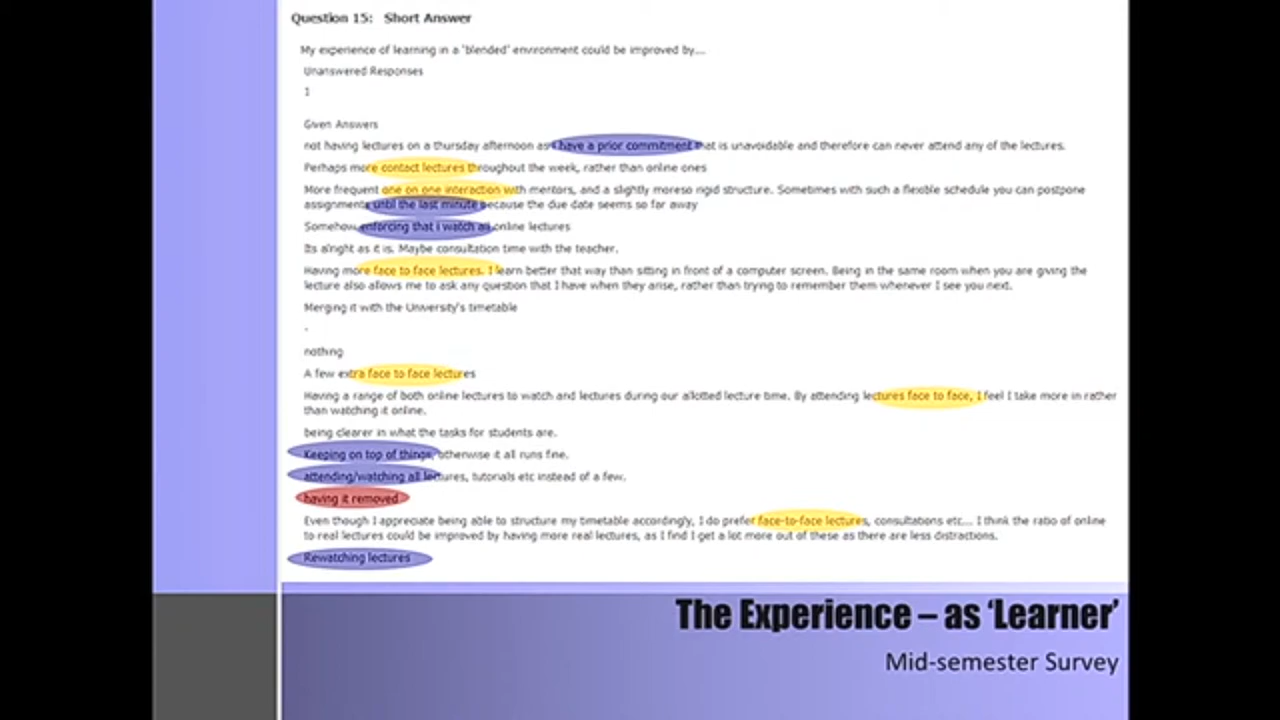 Question 15: Short Answer
My experience of learning in a 'blended' environment could be improved by...
Unanswered Responses
1
Given Answers
not having lectures on a thursday afternoon as i have a prior commitment that is unavoidable and therefore can never attend any of the lectures.
Perhaps more contact lectures throughout the week, rather than online ones
More frequent one on one interaction with mentors, and a slightly moreso rigid structure. Sometimes with such a flexible schedule you can postpone
assignments until the last minute because the due date seems so far away
Somehow enforcing that i watch all online lectures
Its alright as it is. Maybe consultation time with the teacher.
Having more face to face lectures. I learn better that way than sitting in front of a computer screen. Being in the same room when you are giving the
lecture also allows me to ask any question that I have when they arise, rather than trying to remember them whenever I see you next.
Merging it with the University's timetable
-
nothing
A few extra face to face lectures
Having a range of both online lectures to watch and lectures during our allotted lecture time. By attending lectures face to face, I feel I take more in rather
than watching it online.
being clearer in what the tasks for students are.
Keeping on top of things, otherwise it all runs fine.
attending/watching all lectures, tutorials etc instead of a few.
having it removed
Even though I appreciate being able to structure my timetable accordingly, I do prefer face-to-face lectures, consultations etc... I think the ratio of online
to real lectures could be improved by having more real lectures, as I find I get a lot more out of these as there are less distractions.
Rewatching lectures
The Experience – as ‘Learner’
Mid-semester Survey